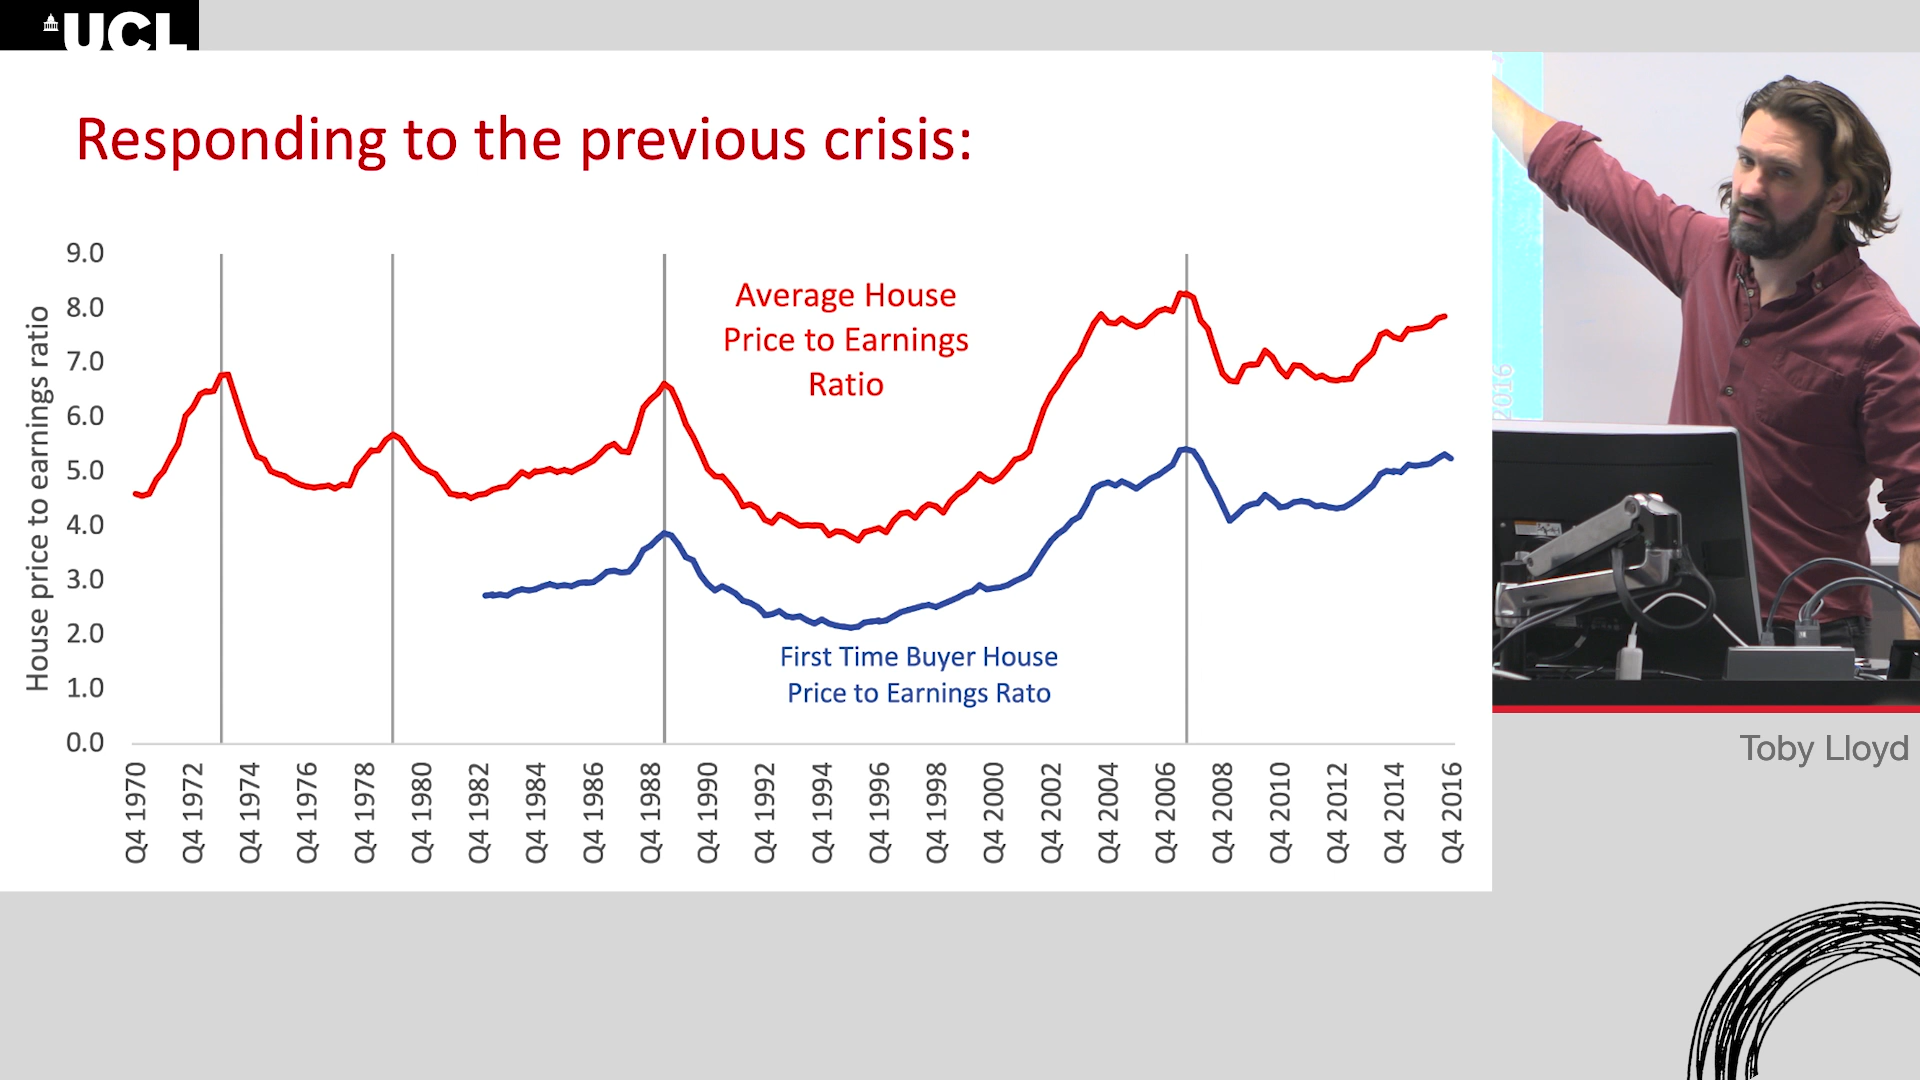 UCL
Responding to the previous crisis:
House price to earnings ratio
9.0
8.0
7.0
6.0
5.0
4.0
3.0
2.0
1.0
0.0
Average House
Price to Earnings
Ratio
First Time Buyer House
Price to Earnings Rato
Q4 1970
Q4 1972
Q4 1974
Q4 1976
Q4 1978
Q4 1980
Q4 1982
Q4 1984
Q4 1986
Q4 1988
Q4 1990
Q4 1992
Q4 1994
Q4 1996
Q4 1998
Q4 2000
Q4 2002
Q4 2004
Q4 2006
Q4 2008
Q4 2010
Q4 2012
Q4 2014
Q4 2016
2016
Toby Lloyd